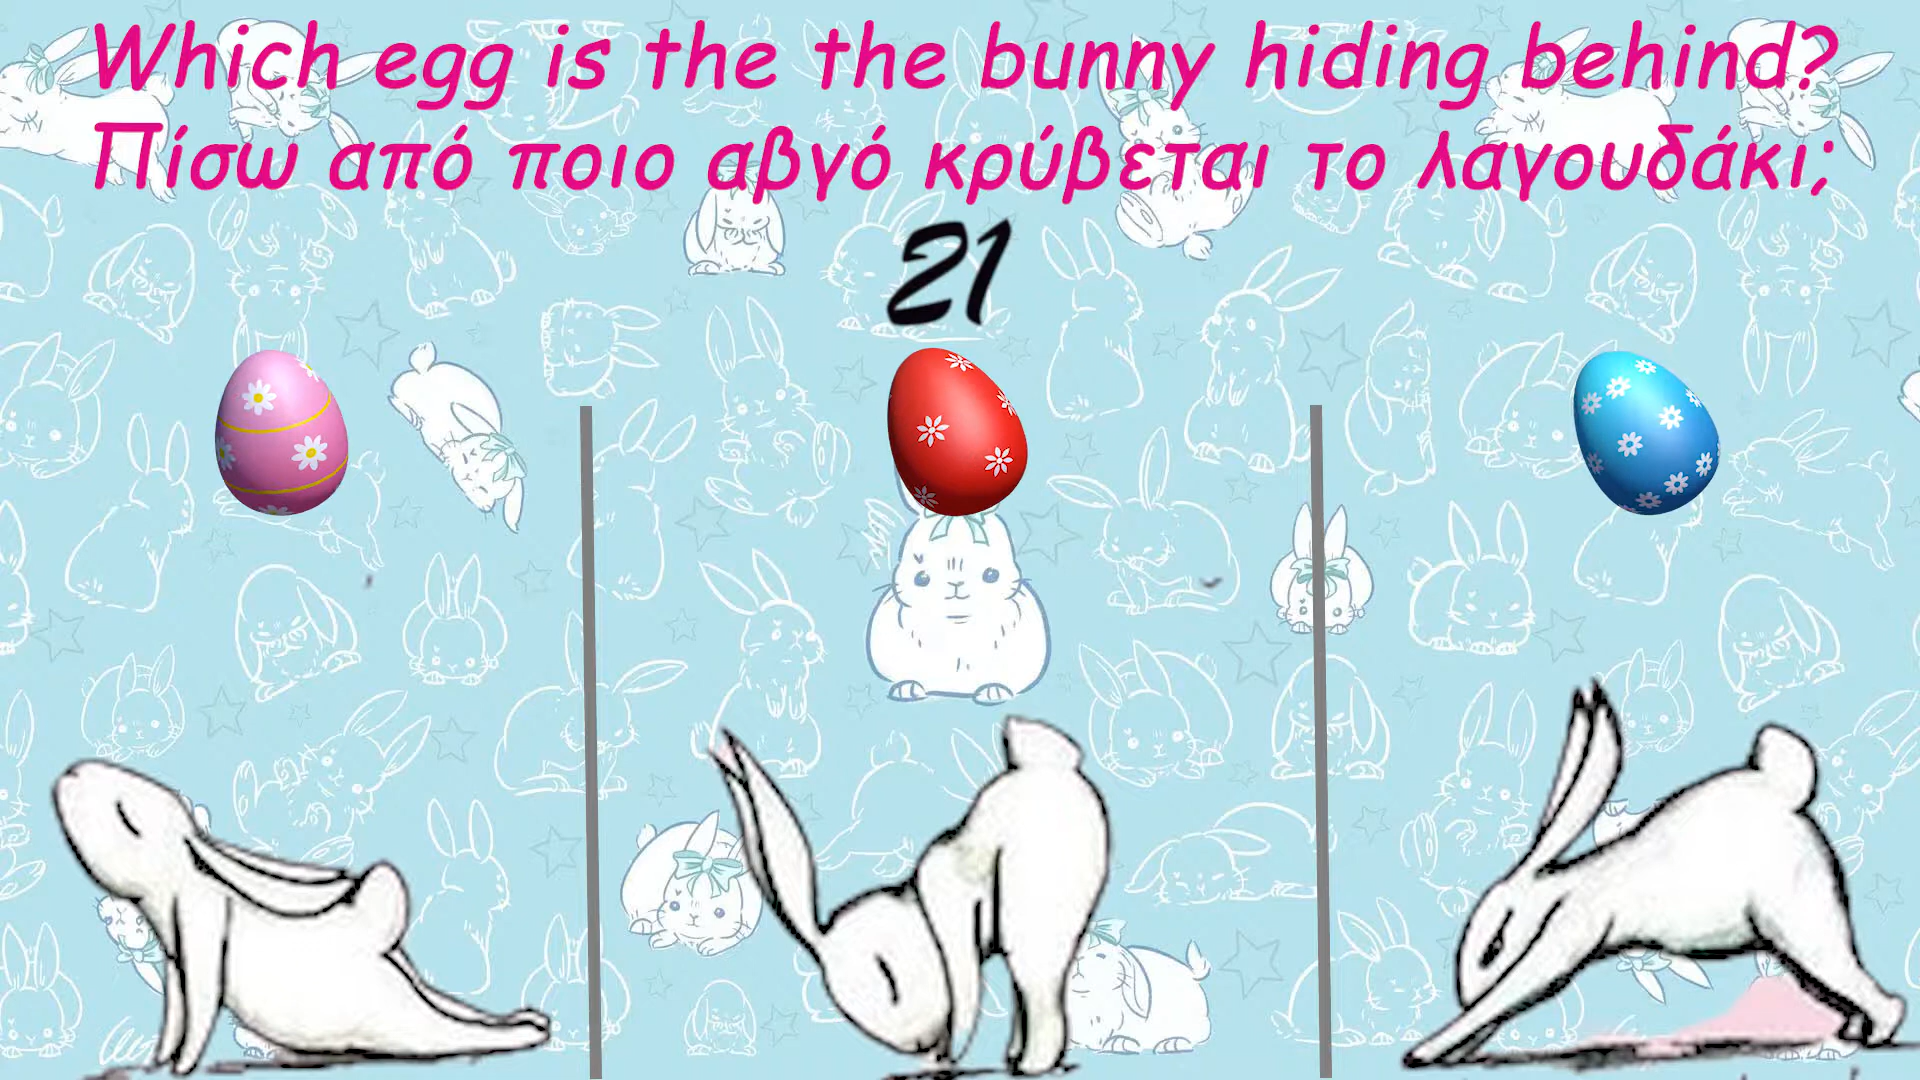 Which egg is the the bunny hiding behind?
Πίσω από ποιο αβγό κρύβεται το λαγουδάκι;
21